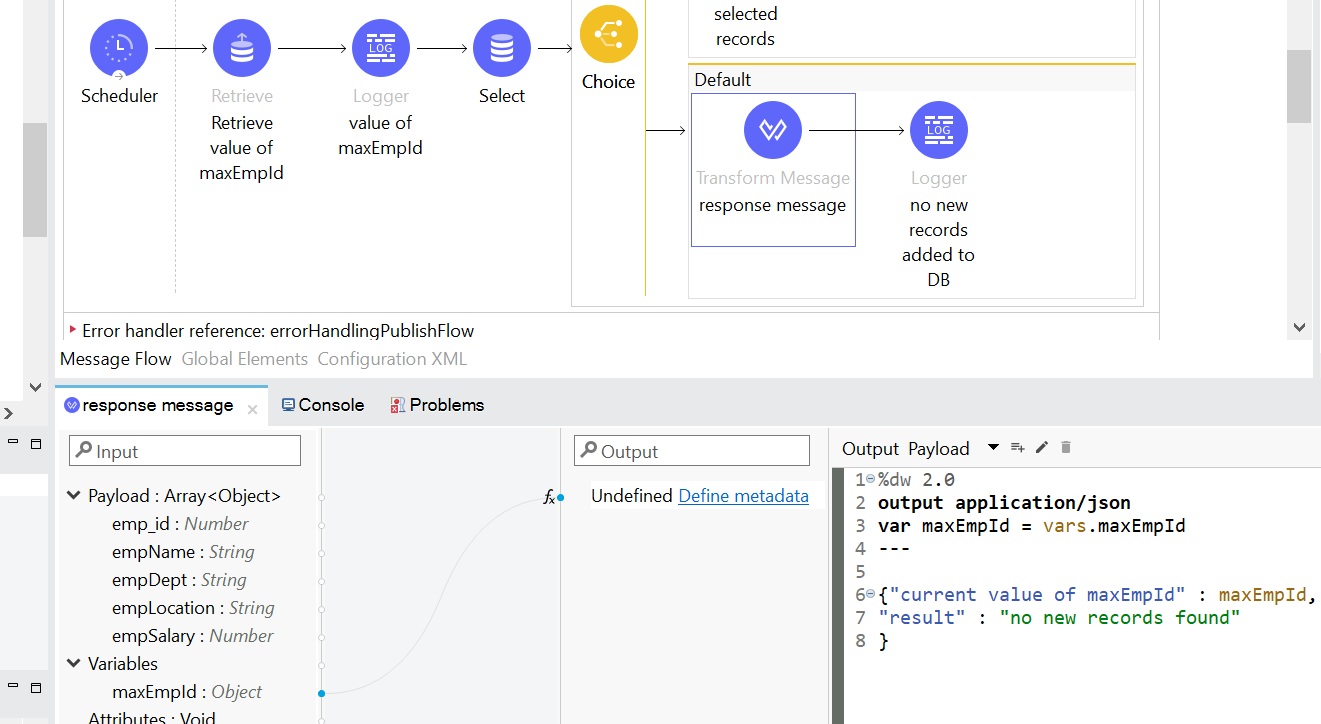 selected
records
Scheduler
Retrieve
Retrieve
value of
maxEmpId
LOG
Logger
value of
maxEmpId
Select
Choice
Default
Transform Message
response message
LOG
Logger
no new
records
added to
DB
Error handler reference: errorHandlingPublishFlow
Message Flow Global Elements Configuration XML
response message Console Problems
Input
Payload : Array<Object>
emp_id : Number
empName : String
empDept : String
empLocation : String
empSalary : Number
Variables
maxEmpId : Object
Attributes : Void
fx
Output
Undefined Define metadata
Output Payload
1 %dw 2.0
2 output application/json
3 var maxEmpId = vars.maxEmpId
4 ---
5
6 {"current value of maxEmpId" : maxEmpId,
7 "result" : "no new records found"
8 }